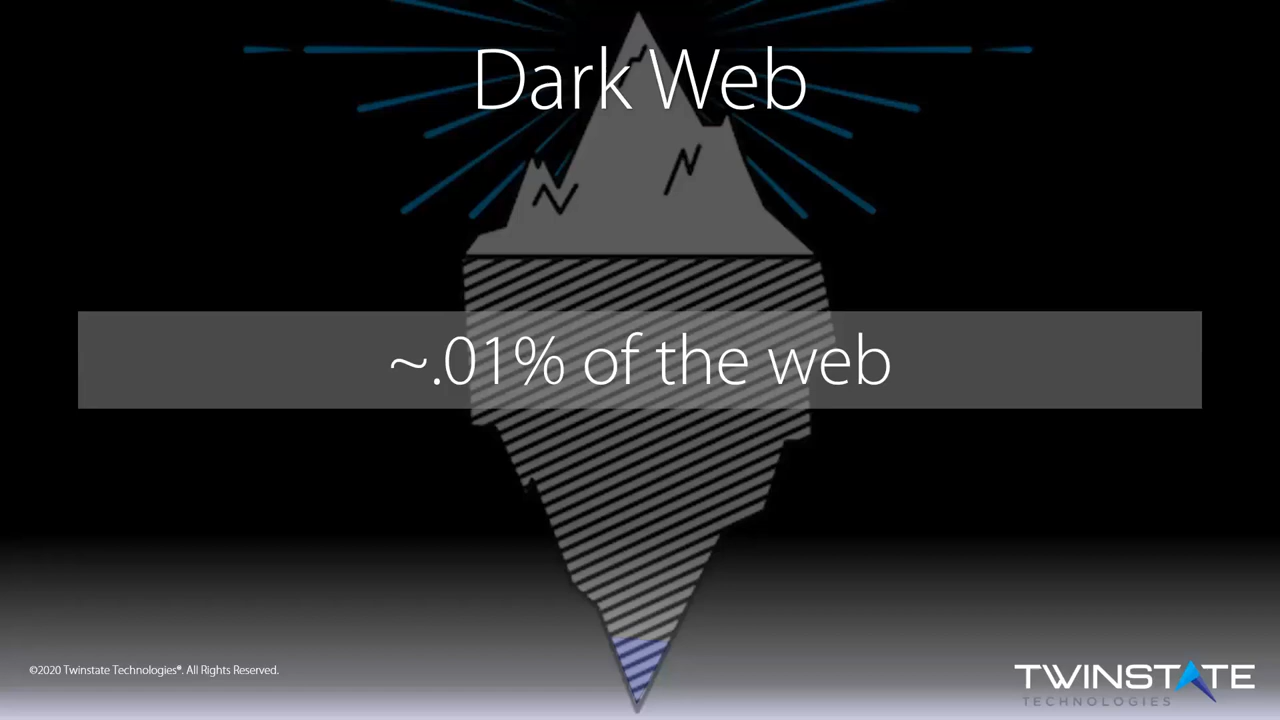 Dark Web
~.01% of the web
©2020 Twinstate Technologies®. All Rights Reserved.
TWINSTATE
TECHNOLOGIES